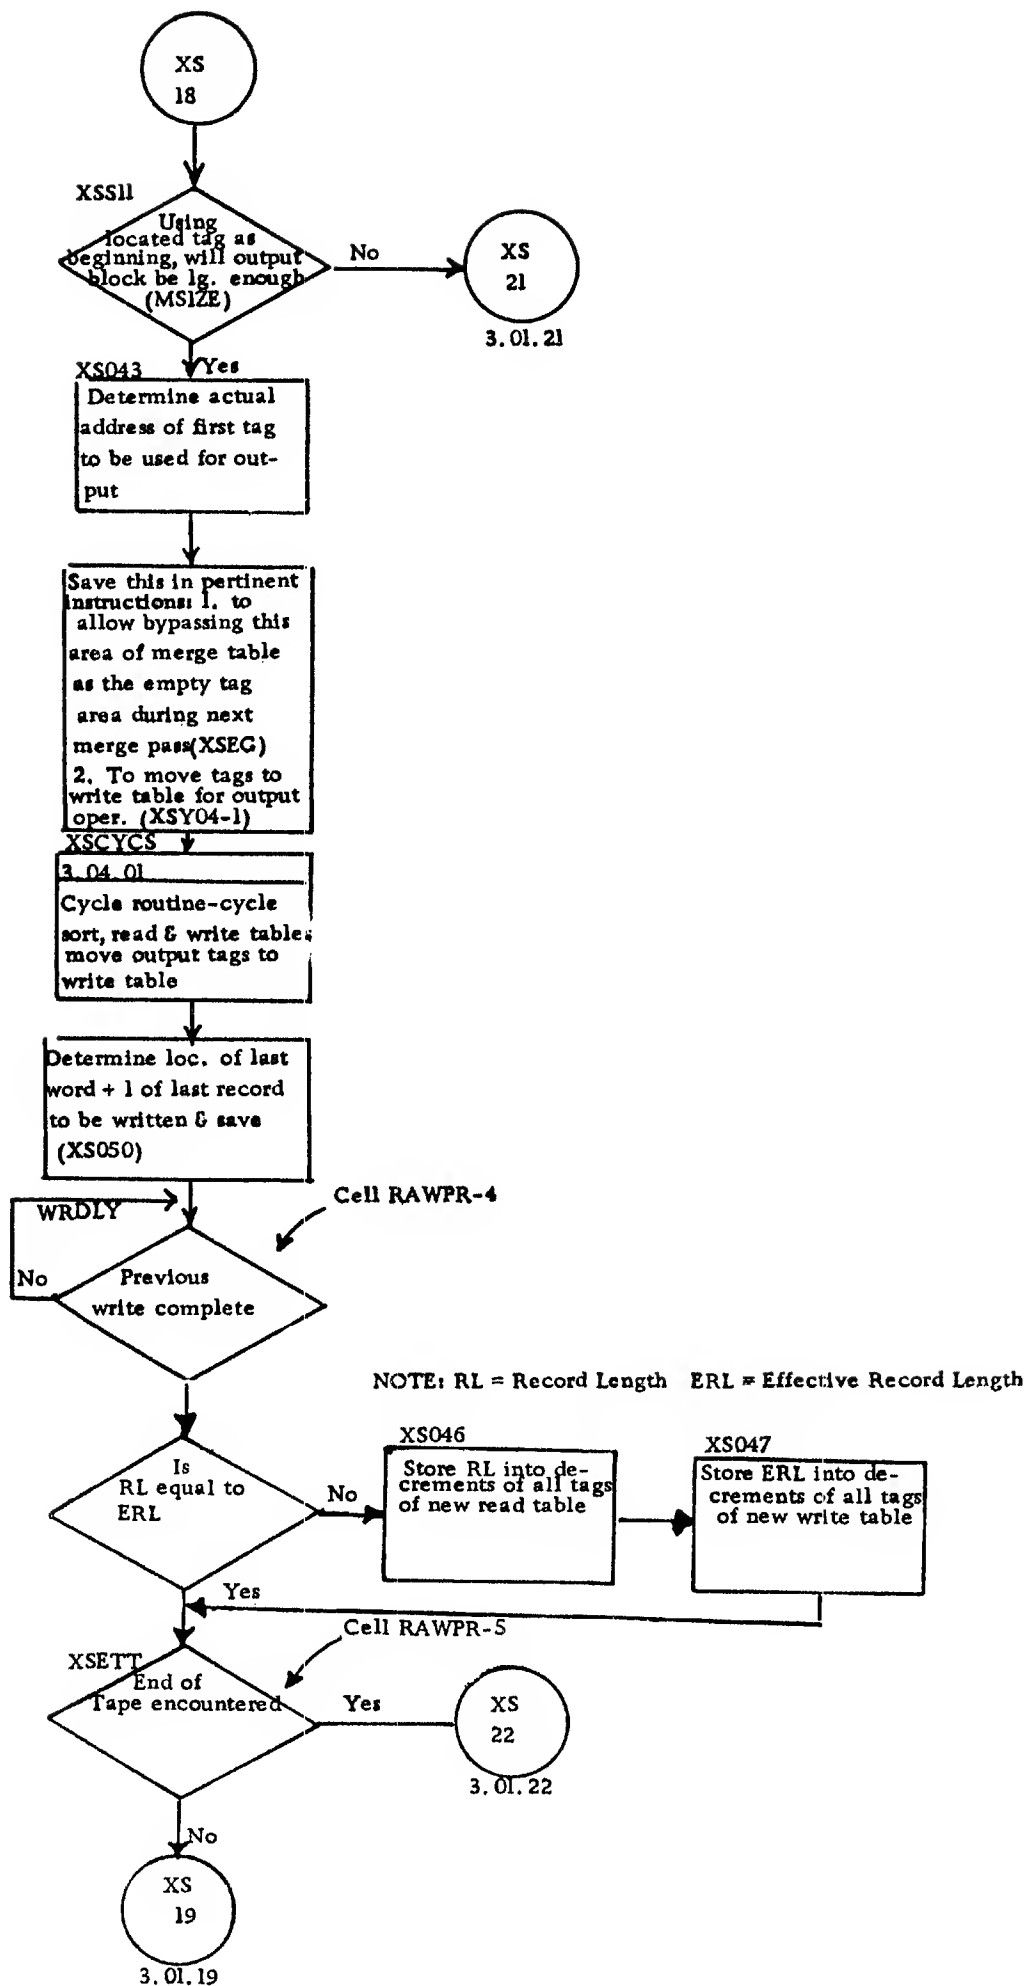 XS
18
XSS11
Using
located tag as
beginning, will output
block be lg. enough
(MSIZE)
No
XS
21
3.01.21
Yes
XS043
Determine actual
address of first tag
to be used for out-
put
Save this in pertinent
instructions: 1. to
allow bypassing this
area of merge table
as the empty tag
area during next
merge pass(XSEG)
2. To move tags to
write table for output
oper. (XSY04-1)
XSCYCS
3.04.01
Cycle routine-cycle
sort, read & write tables
move output tags to
write table
Determine loc. of last
word + 1 of last record
to be written & save
(XS050)
Cell RAWPR-4
WRDLY
No
Previous
write complete
NOTE: RL = Record Length ERL = Effective Record Length
Is
RL equal to
ERL
No
XS046
Store RL into de-
crements of all tags
of new read table
XS047
Store ERL into de-
crements of all tags
of new write table
Yes
Cell RAWPR-5
XSETT
End of
Tape encountered
Yes
XS
22
3.01.22
No
XS
19
3.01.19